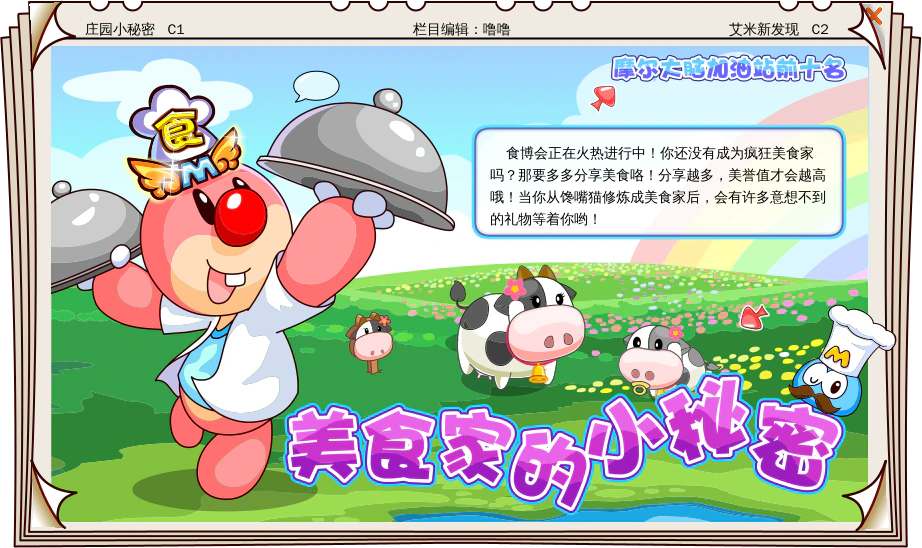 庄园小秘密 C1
栏目编辑：噜噜
艾米新发现 C2
摩尔大胃加油站前十名
食
M
食博会正在火热进行中！你还没有成为疯狂美食家
吗？那要多多分享美食咯！分享越多，美誉值才会越高
哦！当你从馋嘴猫修炼成美食家后，会有许多意想不到
的礼物等着你哟！
M
美食家的小秘密